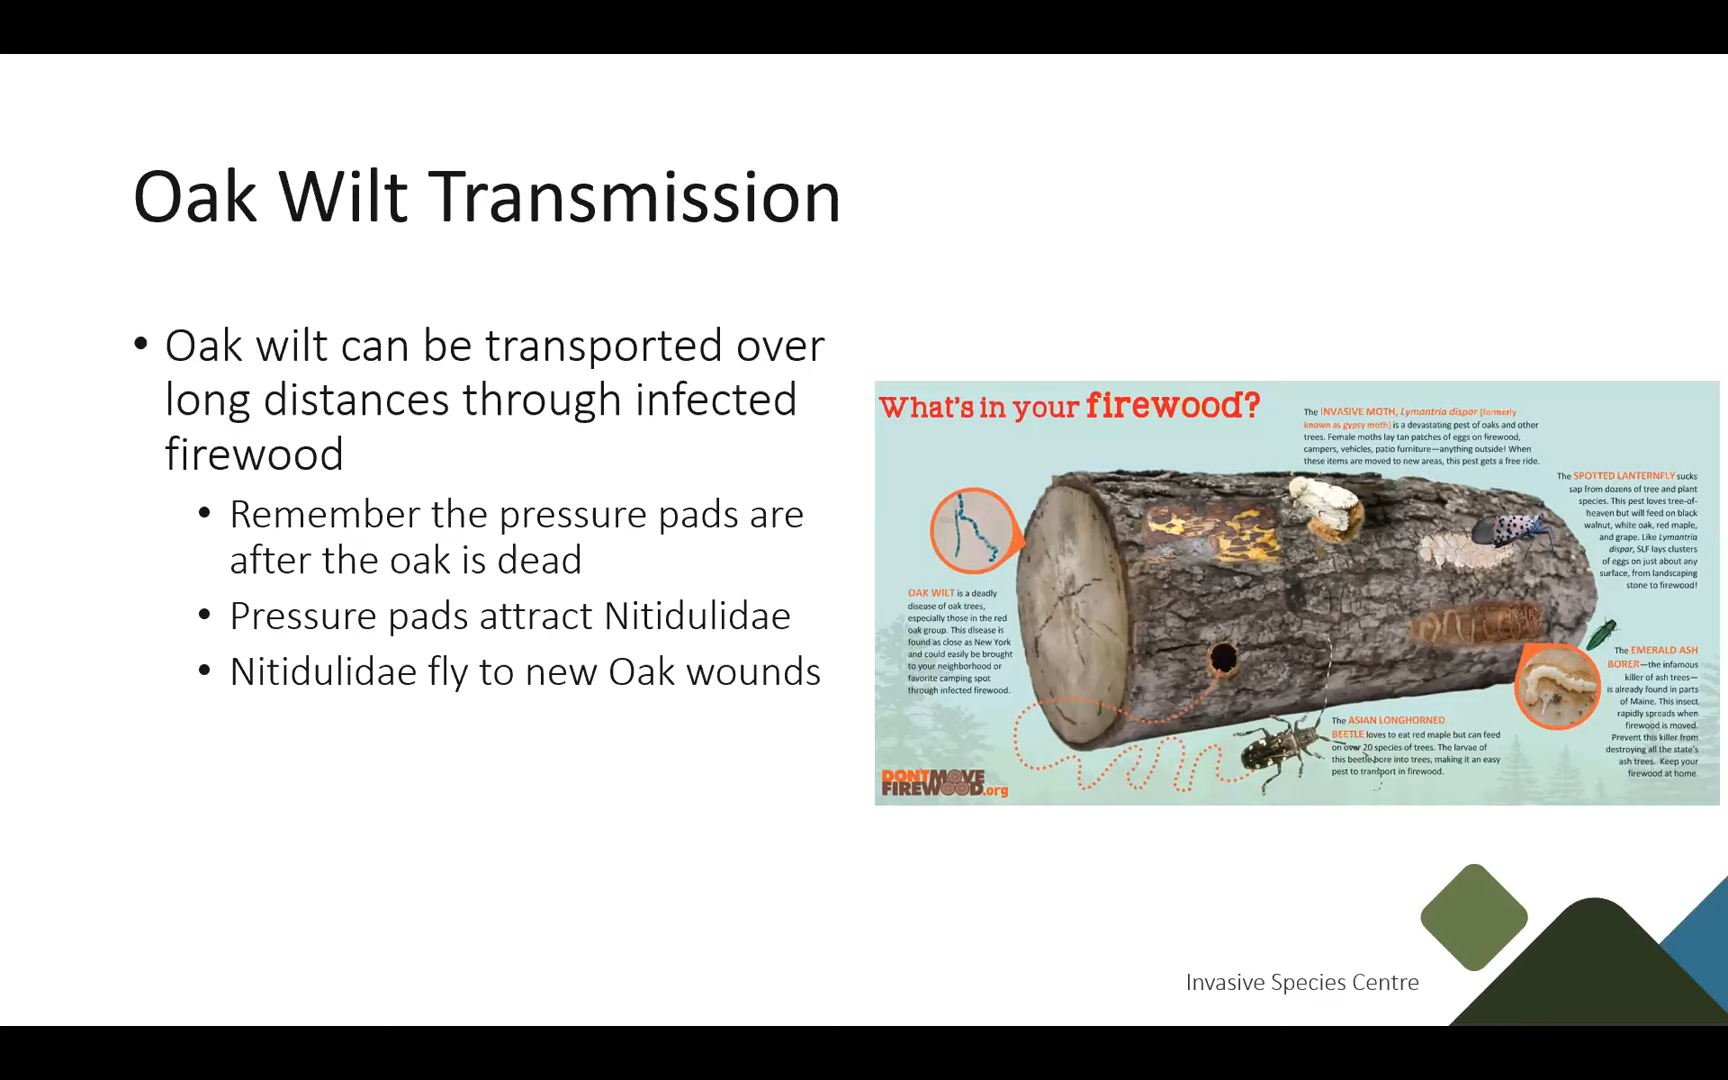 Oak Wilt Transmission
• Oak wilt can be transported over
long distances through infected
firewood
• Remember the pressure pads are
after the oak is dead
• Pressure pads attract Nitidulidae
• Nitidulidae fly to new Oak wounds
What's in your firewood?
The INVASIVE MOTH, Lymantria dispar (formerly
known as gypsy moth) is a devastating pest of oaks and other
trees. Female moths lay tan patches of eggs on firewood,
campers, vehicles, patio furniture—anything outside! When
these items are moved to new areas, this pest gets a free ride.
The SPOTTED LANTERNFLY sucks
sap from dozens of tree and plant
species. This pest loves tree-of-
heaven but will feed on black
walnut, white oak, red maple,
and grape. Like Lymantria
dispar, SLF lays clusters
of eggs on just about any
surface, from landscaping
stone to firewood!
OAK WILT is a deadly
disease of oak trees,
especially those in the red
oak group. This disease is
found as close as New York
and could easily be brought
to your neighborhood or
favorite camping spot
through infected firewood.
The EMERALD ASH
BORER—the infamous
killer of ash trees—
is already found in parts
of Maine. This insect
rapidly spreads when
firewood is moved.
Prevent this killer from
destroying all the state's
ash trees. Keep your
firewood at home.
The ASIAN LONGHORNED
BEETLE loves to eat red maple but can feed
on over 20 species of trees. The larvae of
this beetle bore into trees, making it an easy
pest to transport in firewood.
DONT MOVE
FIREWOOD.org
Invasive Species Centre